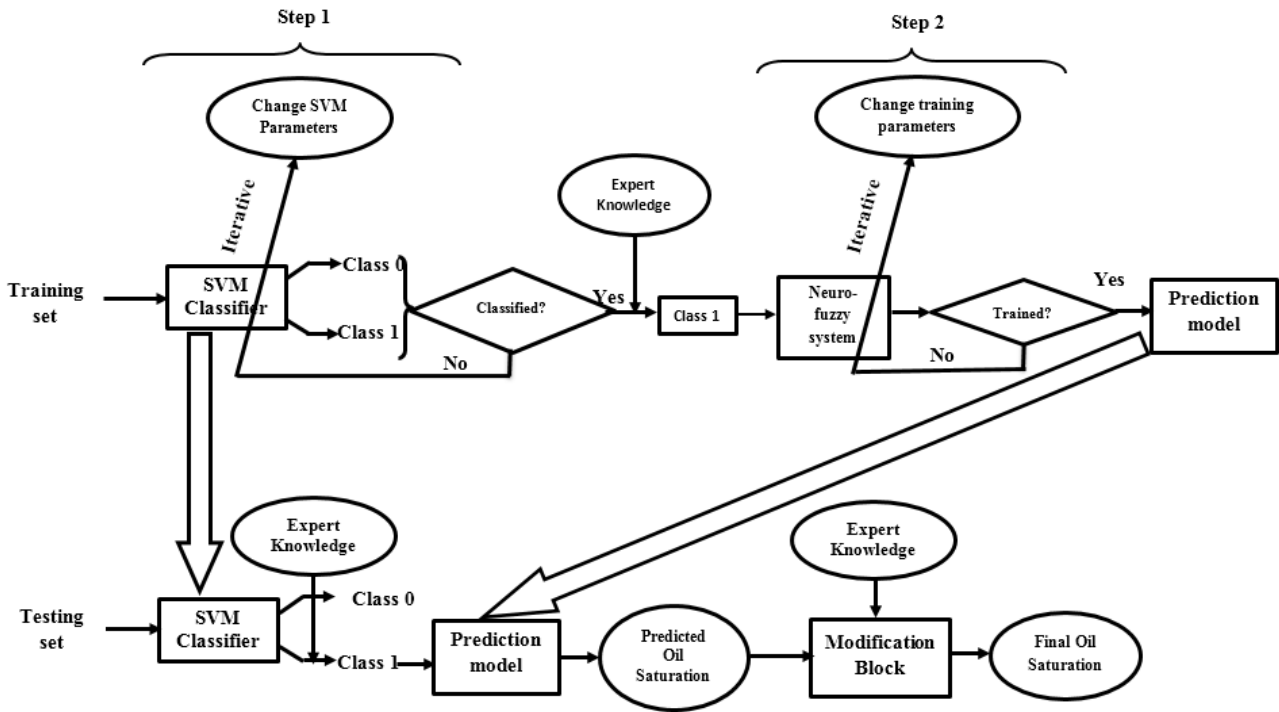 Step 1
Step 2
Change SVM
Parameters
Change training
parameters
Expert
Knowledge
Iterative
Iterative
Training
set
SVM
Classifier
Class 0
Class 1
Classified?
Yes
No
Class 1
Neuro-
fuzzy
system
Trained?
Yes
No
Prediction
model
Expert
Knowledge
Expert
Knowledge
Testing
set
SVM
Classifier
Class 0
Class 1
Prediction
model
Predicted
Oil
Saturation
Modification
Block
Final Oil
Saturation